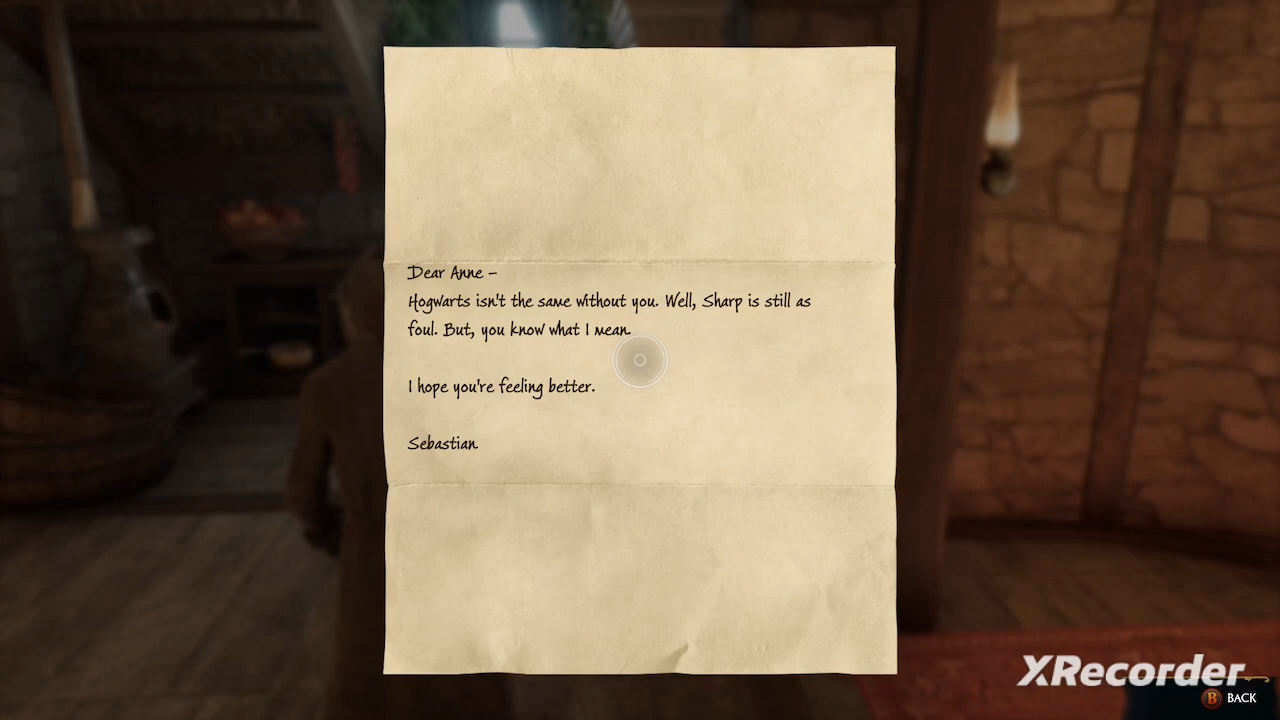 Dear Anne –
Hogwarts isn't the same without you. Well, Sharp is still as
foul. But, you know what I mean.
I hope you're feeling better.
Sebastian
XRecorder
B BACK